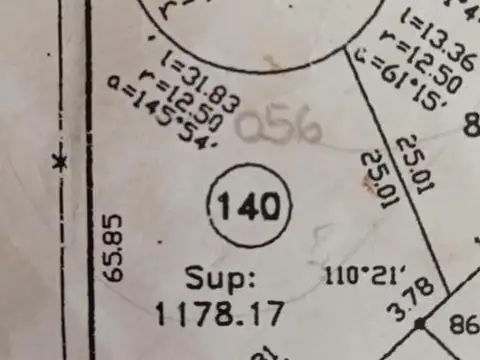 l=31.83
r=12.50
a=145°54'
l=13.36
r=12.50
=61°15'
056
25.01
25.01
140
65.85
Sup:
1178.17
110°21'
3.78
86